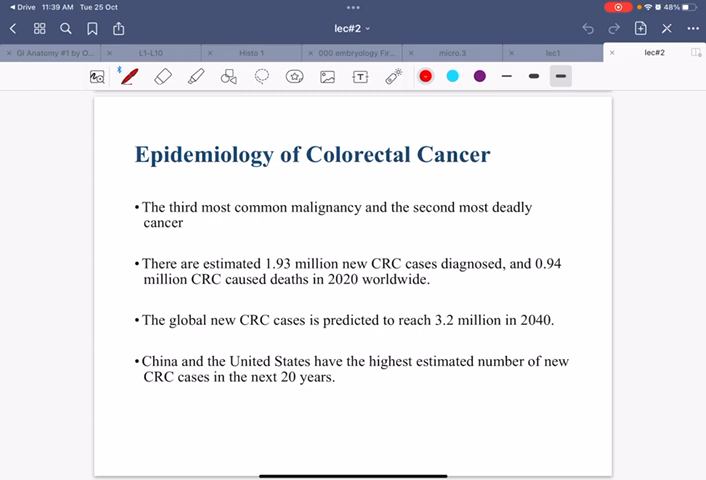 Drive 11:39 AM Tue 25 Oct
48%
lec#2
Gi Anatomy #1 by O... L1-L10 Histo 1 000 embryology Fir... micro.3 lec1 lec#2
Epidemiology of Colorectal Cancer
• The third most common malignancy and the second most deadly
cancer
• There are estimated 1.93 million new CRC cases diagnosed, and 0.94
million CRC caused deaths in 2020 worldwide.
• The global new CRC cases is predicted to reach 3.2 million in 2040.
• China and the United States have the highest estimated number of new
CRC cases in the next 20 years.